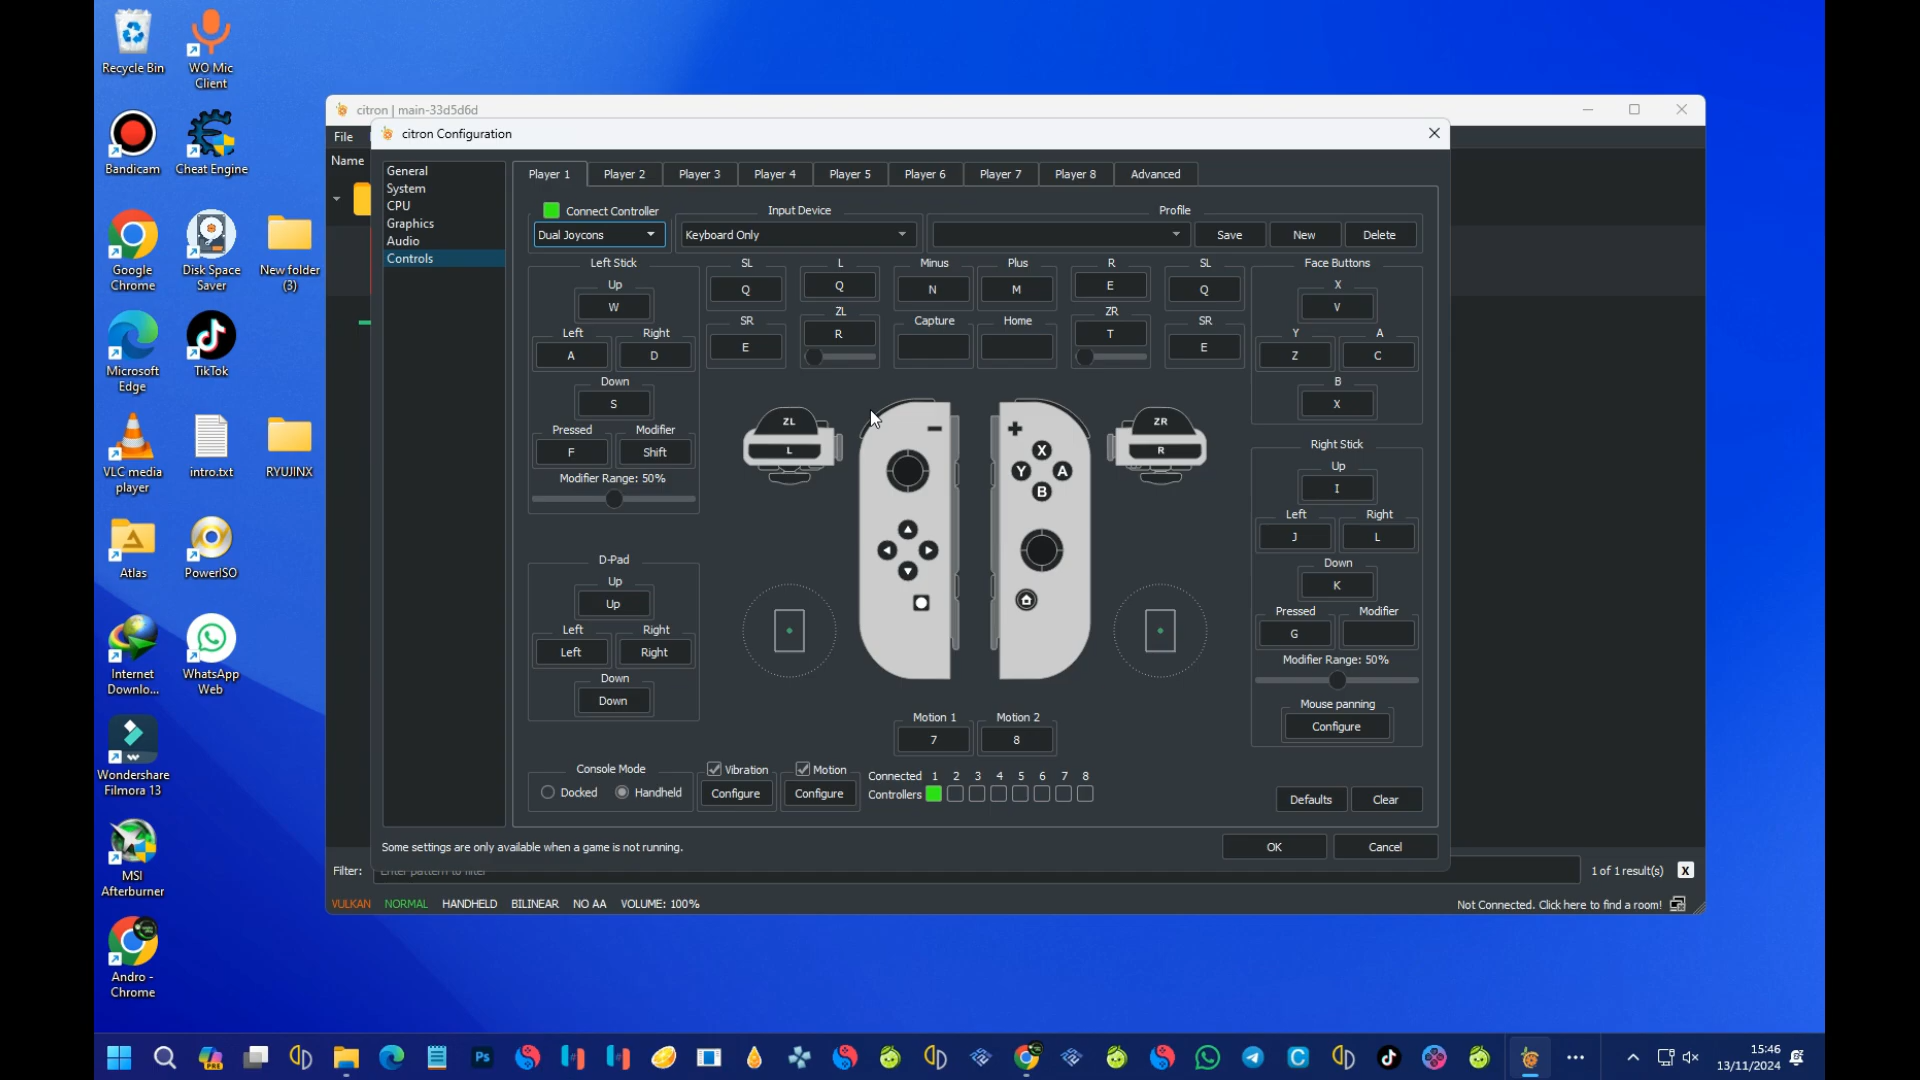 Recycle Bin
WO Mic
Client
Bandicam
Cheat Engine
Google
Chrome
Disk Space
Saver
New folder
(3)
Microsoft
Edge
TikTok
VLC media
player
intro.txt
RYUJINX
Atlas
PowerISO
Internet
Downlo...
WhatsApp
Web
Wondershare
Filmora 13
MSI
Afterburner
Andro -
Chrome
citron | main-33d5d6d
File
Name
citron Configuration
General
System
CPU
Graphics
Audio
Controls
Player 1 Player 2 Player 3 Player 4 Player 5 Player 6 Player 7 Player 8 Advanced
Connect Controller Input Device Profile
Dual Joycons Keyboard Only Save New Delete
Left Stick
Up
W
Left Right
A D
Down
S
Pressed Modifier
F Shift
Modifier Range: 50%
D-Pad
Up
Up
Left Right
Left Right
Down
Down
SL L Minus Plus R SL
Q Q N M E Q
SR ZL Capture Home ZR SR
E R T E
ZL
L
X
Y A
B
ZR
R
Motion 1 Motion 2
7 8
Face Buttons
X
V
Y A
Z C
B
X
Right Stick
Up
I
Left Right
J L
Down
K
Pressed Modifier
G
Modifier Range: 50%
Mouse panning
Configure
Console Mode
Docked Handheld
Vibration
Configure
Motion
Configure
Connected 1 2 3 4 5 6 7 8
Controllers
Defaults Clear
Some settings are only available when a game is not running.
OK Cancel
Filter: Enter pattern to filter 1 of 1 result(s) X
VULKAN NORMAL HANDHELD BILINEAR NO AA VOLUME: 100% Not Connected. Click here to find a room!
PRE
Ps
C
15:46
13/11/2024